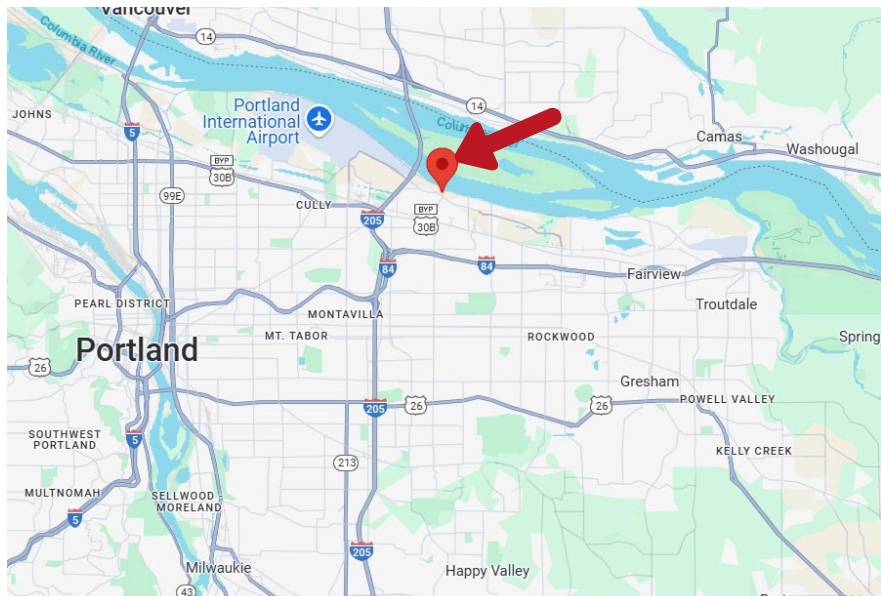 Vancouver
14
Columbia River
JOHNS
Portland
International
Airport
5
14
Camas
Washougal
BYP
30B
99E
CULLY
205
BYP
30B
84
84
Fairview
Troutdale
PEARL DISTRICT
MONTAVILLA
MT. TABOR
ROCKWOOD
Portland
Spring
26
Gresham
205
26
26
POWELL VALLEY
SOUTHWEST
PORTLAND
5
KELLY CREEK
213
MULTNOMAH
SELLWOOD
MORELAND
5
205
Milwaukie
Happy Valley
43